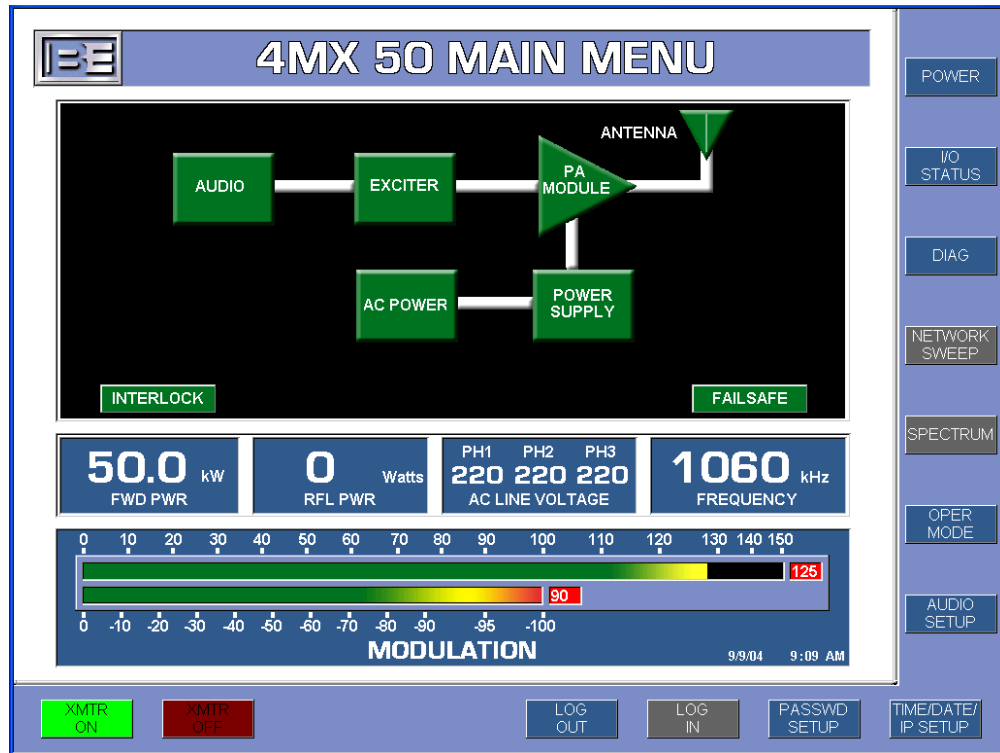 BE
4MX 50 MAIN MENU
POWER
I/O
STATUS
DIAG
NETWORK
SWEEP
SPECTRUM
OPER
MODE
AUDIO
SETUP
ANTENNA
AUDIO
EXCITER
PA
MODULE
AC POWER
POWER
SUPPLY
INTERLOCK
FAILSAFE
50.0 kW
FWD PWR
0 Watts
RFL PWR
PH1 PH2 PH3
220 220 220
AC LINE VOLTAGE
1060 kHz
FREQUENCY
0 10 20 30 40 50 60 70 80 90 100 110 120 130 140 150
125
90
0 -10 -20 -30 -40 -50 -60 -70 -80 -90 -95 -100
MODULATION
9/9/04 9:09 AM
XMTR
ON
XMTR
OFF
LOG
OUT
LOG
IN
PASSWD
SETUP
TIME/DATE/
IP SETUP